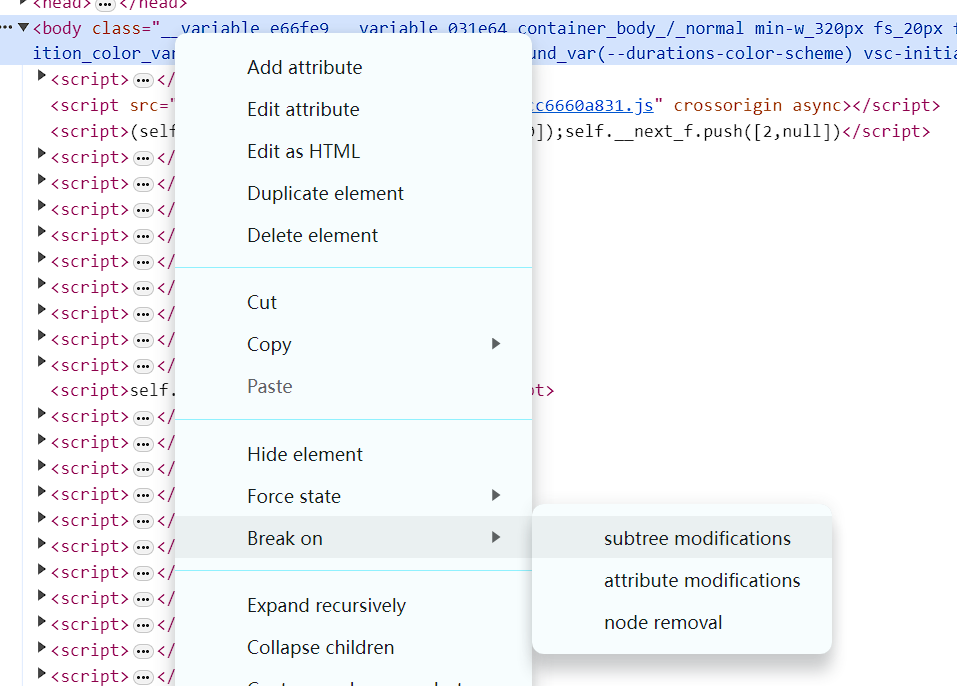 <head> ••• </head>
••• <body class="__variable_e66fe9 __variable_031e64 container_body_/_normal min-w_320px fs_20px
ition_color_var und_var(--durations-color-scheme) vsc-initia
<script> ••• </
<script src=" c6660a831.js" crossorigin async></script>
<script>(self ]);self.__next_f.push([2,null])</script>
<script> ••• </
<script> ••• </
<script> ••• </
<script> ••• </
<script> ••• </
<script> ••• </
<script> ••• </
<script> ••• </
<script> ••• </
<script>self. pt>
<script> ••• </
<script> ••• </
<script> ••• </
<script> ••• </
<script> ••• </
<script> ••• </
<script> ••• </
<script> ••• </
<script> ••• </
<script> ••• </
<script> ••• </
Add attribute
Edit attribute
Edit as HTML
Duplicate element
Delete element
Cut
Copy
Paste
Hide element
Force state
Break on
Expand recursively
Collapse children
subtree modifications
attribute modifications
node removal